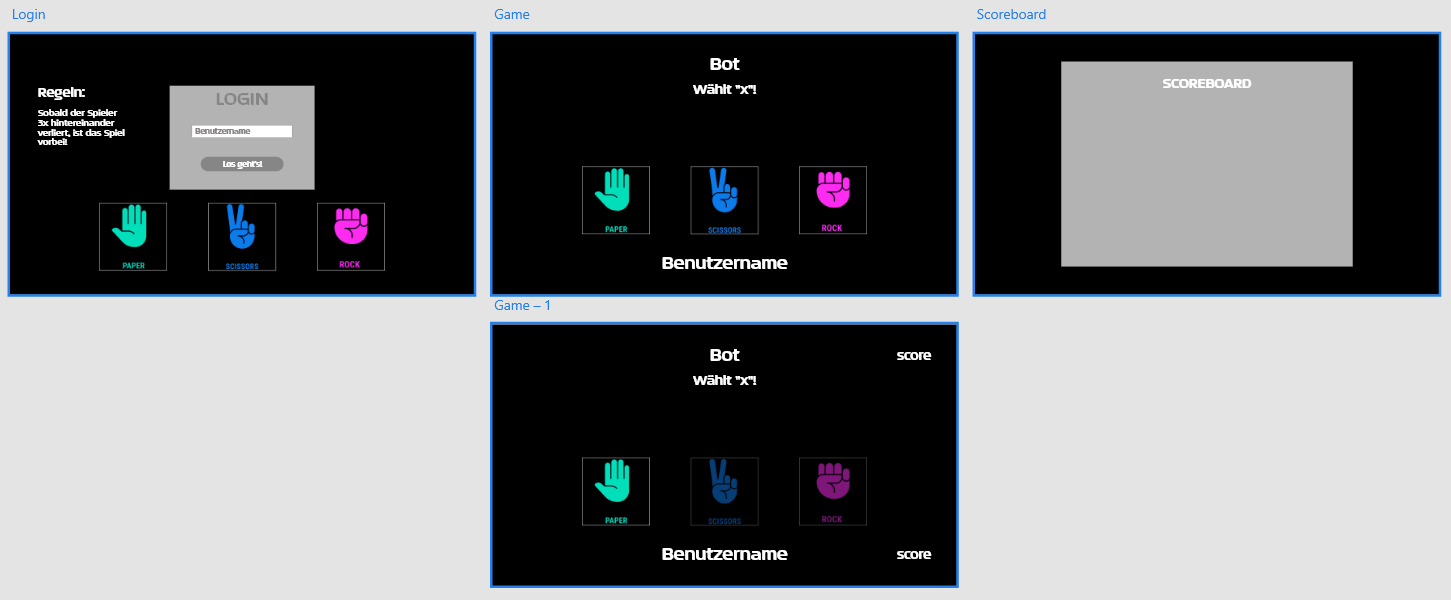 Login
Regeln:
Sobald der Spieler
3x hintereinander
verliert, ist das Spiel
vorbei!
LOGIN
Benutzername
Los geht's!
PAPER
SCISSORS
ROCK
Game
Bot
Wählt "x"!
PAPER
SCISSORS
ROCK
Benutzername
Scoreboard
SCOREBOARD
Game – 1
Bot
score
Wählt "x"!
PAPER
SCISSORS
ROCK
Benutzername
score